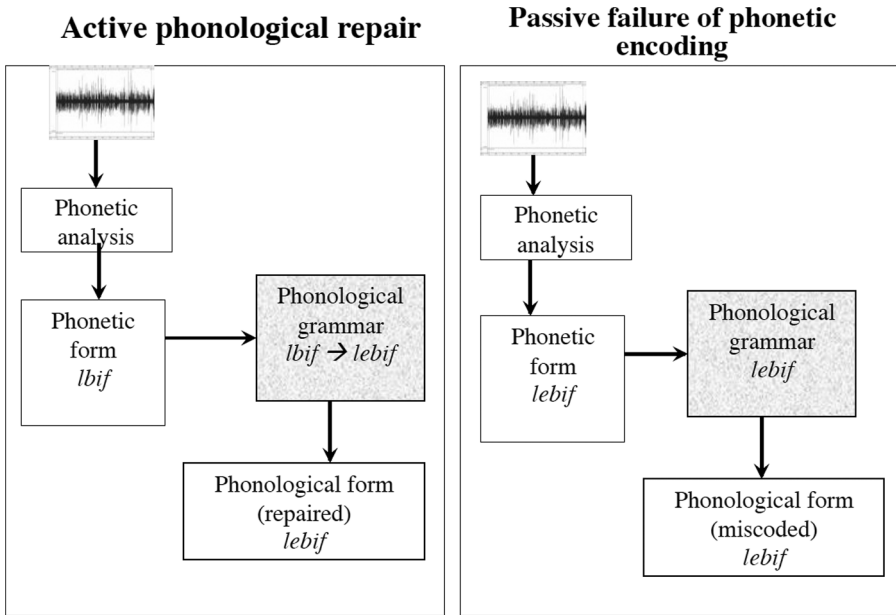 Active phonological repair
Phonetic
analysis
Phonetic
form
lbif
Phonological
grammar
lbif → lebif
Phonological form
(repaired)
lebif
Passive failure of phonetic
encoding
Phonetic
analysis
Phonetic
form
lebif
Phonological
grammar
lebif
Phonological form
(miscoded)
lebif